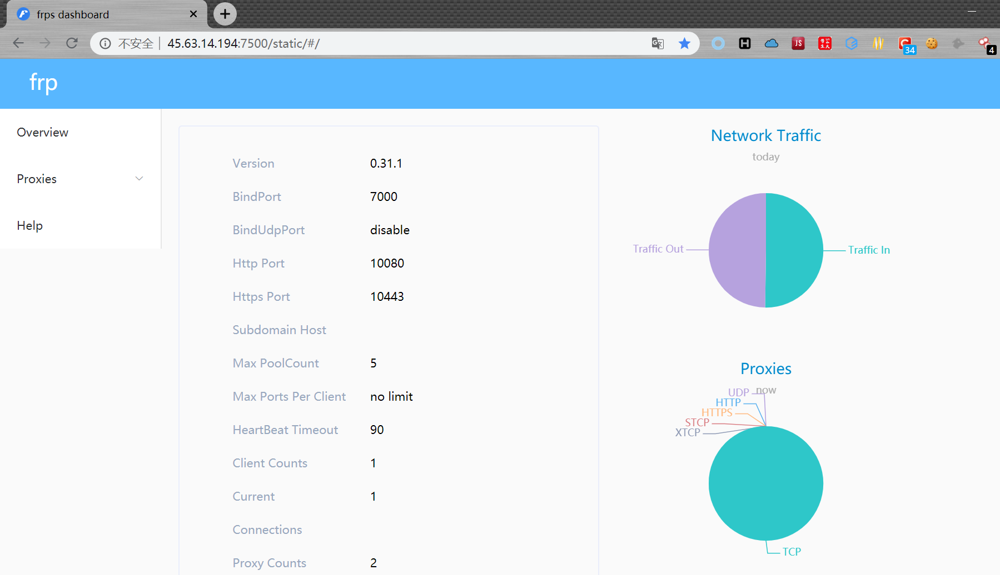 frps dashboard
不安全 45.63.14.194:7500/static/#/
JS
34
4
frp
Overview
Proxies
Help
Version 0.31.1
BindPort 7000
BindUdpPort disable
Http Port 10080
Https Port 10443
Subdomain Host
Max PoolCount 5
Max Ports Per Client no limit
HeartBeat Timeout 90
Client Counts 1
Current 1
Connections
Proxy Counts 2
Network Traffic
today
Traffic Out
Traffic In
Proxies
now
UDP
HTTP
HTTPS
STCP
XTCP
TCP